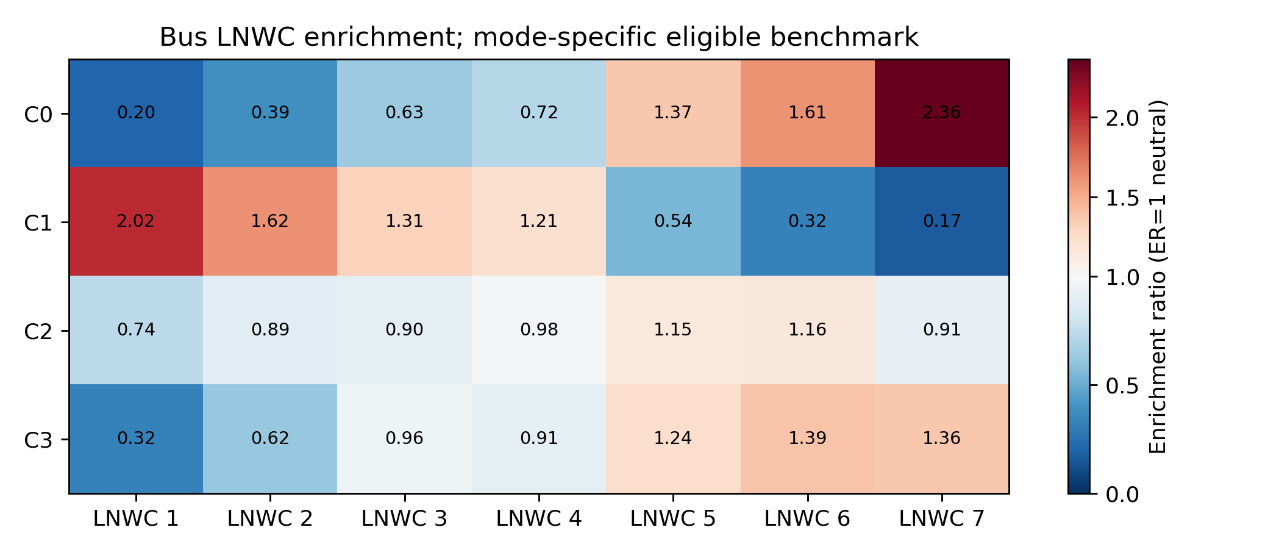 Bus LNWC enrichment; mode-specific eligible benchmark
C0 0.20 0.39 0.63 0.72 1.37 1.61 2.36
C1 2.02 1.62 1.31 1.21 0.54 0.32 0.17
C2 0.74 0.89 0.90 0.98 1.15 1.16 0.91
C3 0.32 0.62 0.96 0.91 1.24 1.39 1.36
LNWC 1 LNWC 2 LNWC 3 LNWC 4 LNWC 5 LNWC 6 LNWC 7
2.0
1.5
1.0
0.5
0.0
Enrichment ratio (ER=1 neutral)